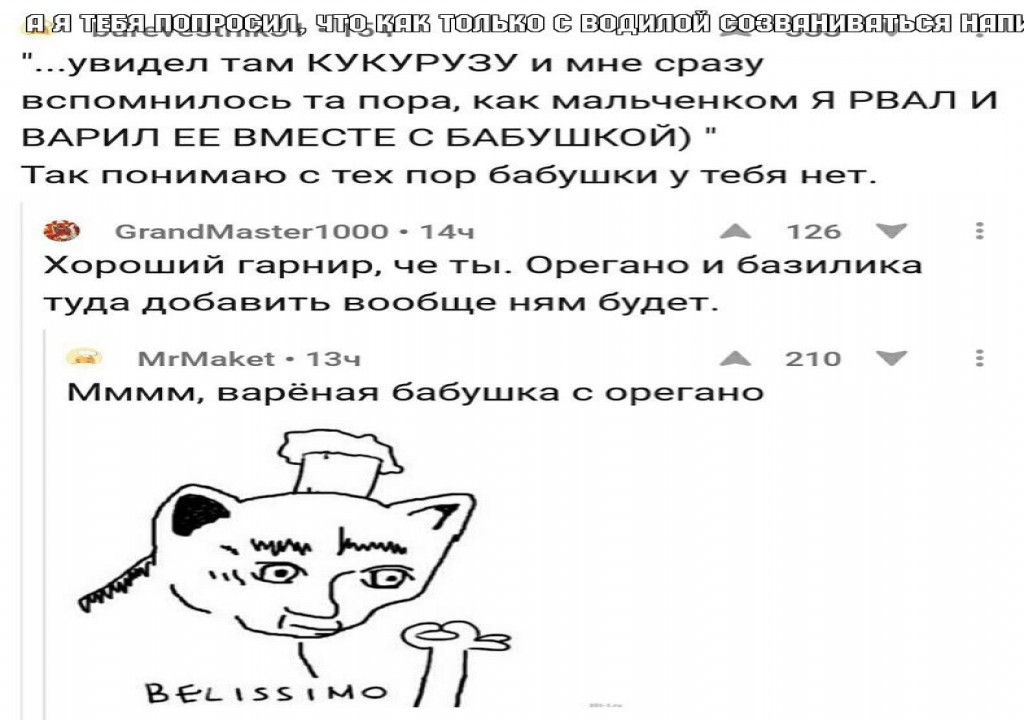 А Я ТЕБЯ ПОПРОСИЛ, ЧТО КАК ТОЛЬКО С ВОДИЛОЙ СОЗВАНИВАТЬСЯ
"...увидел там КУКУРУЗУ и мне сразу
вспомнилось та пора, как мальченком Я РВАЛ И
ВАРИЛ ЕЕ ВМЕСТЕ С БАБУШКОЙ) "
Так понимаю с тех пор бабушки у тебя нет.
GrandMaster1000 • 14ч 126
Хороший гарнир, че ты. Орегано и базилика
туда добавить вообще ням будет.
MrMaket • 13ч 210
Мммм, варёная бабушка с орегано
BELISSIMO